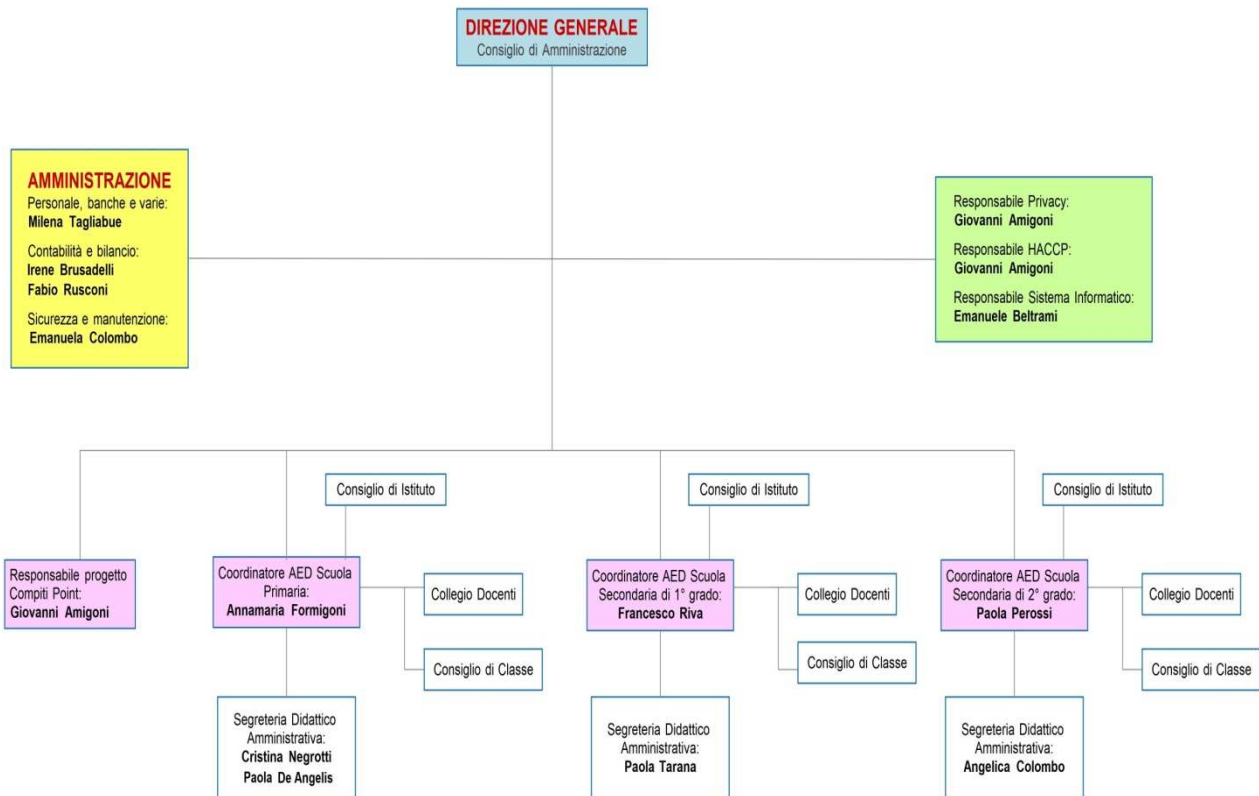 DIREZIONE GENERALE
Consiglio di Amministrazione
AMMINISTRAZIONE
Personale, banche e varie:
Milena Tagliabue
Contabilità e bilancio:
Irene Brusadelli
Fabio Rusconi
Sicurezza e manutenzione:
Emanuela Colombo
Responsabile Privacy:
Giovanni Amigoni
Responsabile HACCP:
Giovanni Amigoni
Responsabile Sistema Informatico:
Emanuele Beltrami
Responsabile progetto
Compiti Point:
Giovanni Amigoni
Consiglio di Istituto
Coordinatore AED Scuola
Primaria:
Annamaria Formigoni
Collegio Docenti
Consiglio di Classe
Segreteria Didattico
Amministrativa:
Cristina Negrotti
Paola De Angelis
Consiglio di Istituto
Coordinatore AED Scuola
Secondaria di 1° grado:
Francesco Riva
Collegio Docenti
Consiglio di Classe
Segreteria Didattico
Amministrativa:
Paola Tarana
Consiglio di Istituto
Coordinatore AED Scuola
Secondaria di 2° grado:
Paola Perossi
Collegio Docenti
Consiglio di Classe
Segreteria Didattico
Amministrativa:
Angelica Colombo